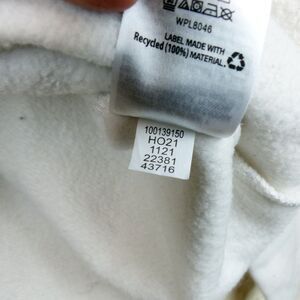 WPL8046
LABEL MADE WITH
Recycled (100%) MATERIAL.
100139150
HO21
1121
22381
43716